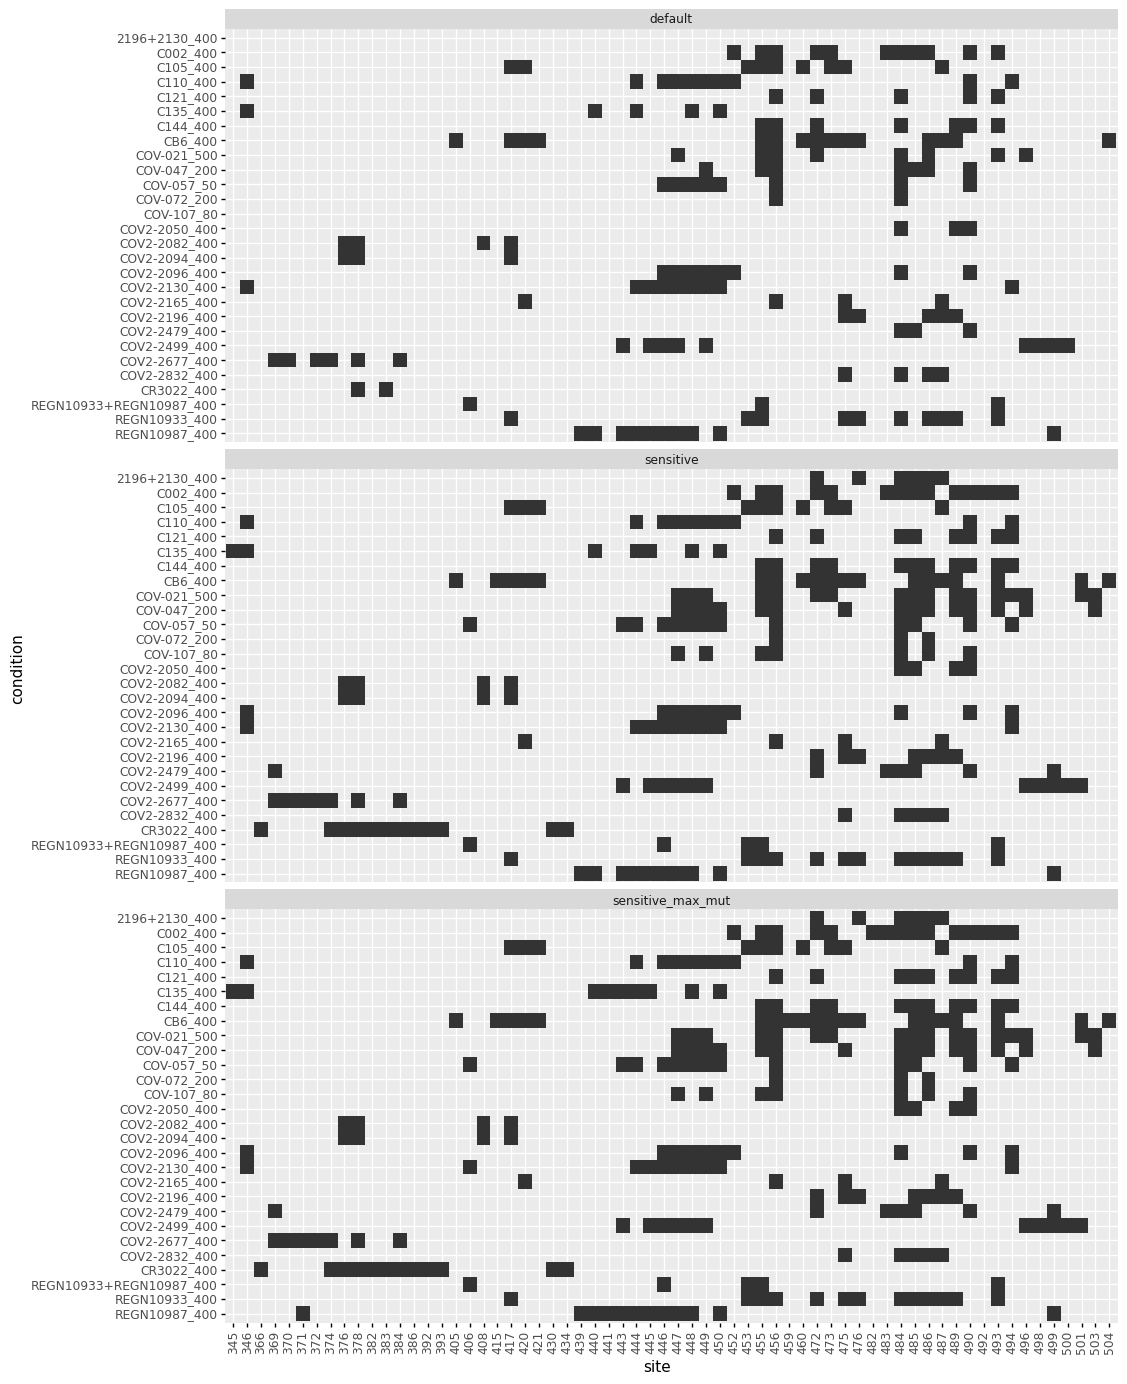 default
2196+2130_400
C002_400
C105_400
C110_400
C121_400
C135_400
C144_400
CB6_400
COV-021_500
COV-047_200
COV-057_50
COV-072_200
COV-107_80
COV2-2050_400
COV2-2082_400
COV2-2094_400
COV2-2096_400
COV2-2130_400
COV2-2165_400
COV2-2196_400
COV2-2479_400
COV2-2499_400
COV2-2677_400
COV2-2832_400
CR3022_400
REGN10933+REGN10987_400
REGN10933_400
REGN10987_400
sensitive
2196+2130_400
C002_400
C105_400
C110_400
C121_400
C135_400
C144_400
CB6_400
COV-021_500
COV-047_200
COV-057_50
COV-072_200
COV-107_80
COV2-2050_400
COV2-2082_400
COV2-2094_400
COV2-2096_400
COV2-2130_400
COV2-2165_400
COV2-2196_400
COV2-2479_400
COV2-2499_400
COV2-2677_400
COV2-2832_400
CR3022_400
REGN10933+REGN10987_400
REGN10933_400
REGN10987_400
condition
sensitive_max_mut
2196+2130_400
C002_400
C105_400
C110_400
C121_400
C135_400
C144_400
CB6_400
COV-021_500
COV-047_200
COV-057_50
COV-072_200
COV-107_80
COV2-2050_400
COV2-2082_400
COV2-2094_400
COV2-2096_400
COV2-2130_400
COV2-2165_400
COV2-2196_400
COV2-2479_400
COV2-2499_400
COV2-2677_400
COV2-2832_400
CR3022_400
REGN10933+REGN10987_400
REGN10933_400
REGN10987_400
345 346 366 369 370 371 372 374 376 378 382 383 384 386 392 393 405 406 408 415 417 420 421 430 434 439 440 441 443 444 445 446 447 448 449 450 452 453 455 456 459 460 472 473 475 476 482 483 484 485 486 487 489 490 492 493 494 496 498 499 500 501 503 504
site